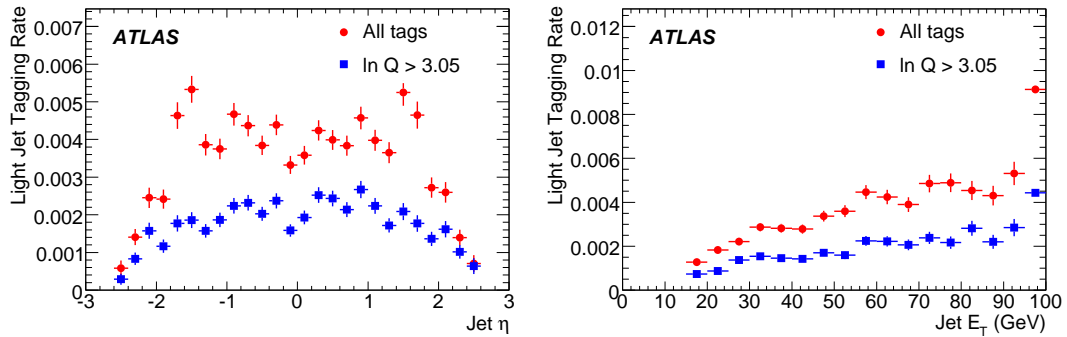 Light Jet Tagging Rate
0.007
0.006
0.005
0.004
0.003
0.002
0.001
0
ATLAS
All tags
ln Q > 3.05
-3 -2 -1 0 1 2 3
Jet η
Light Jet Tagging Rate
0.012
0.01
0.008
0.006
0.004
0.002
0
ATLAS
All tags
ln Q > 3.05
0 10 20 30 40 50 60 70 80 90 100
Jet E_T (GeV)